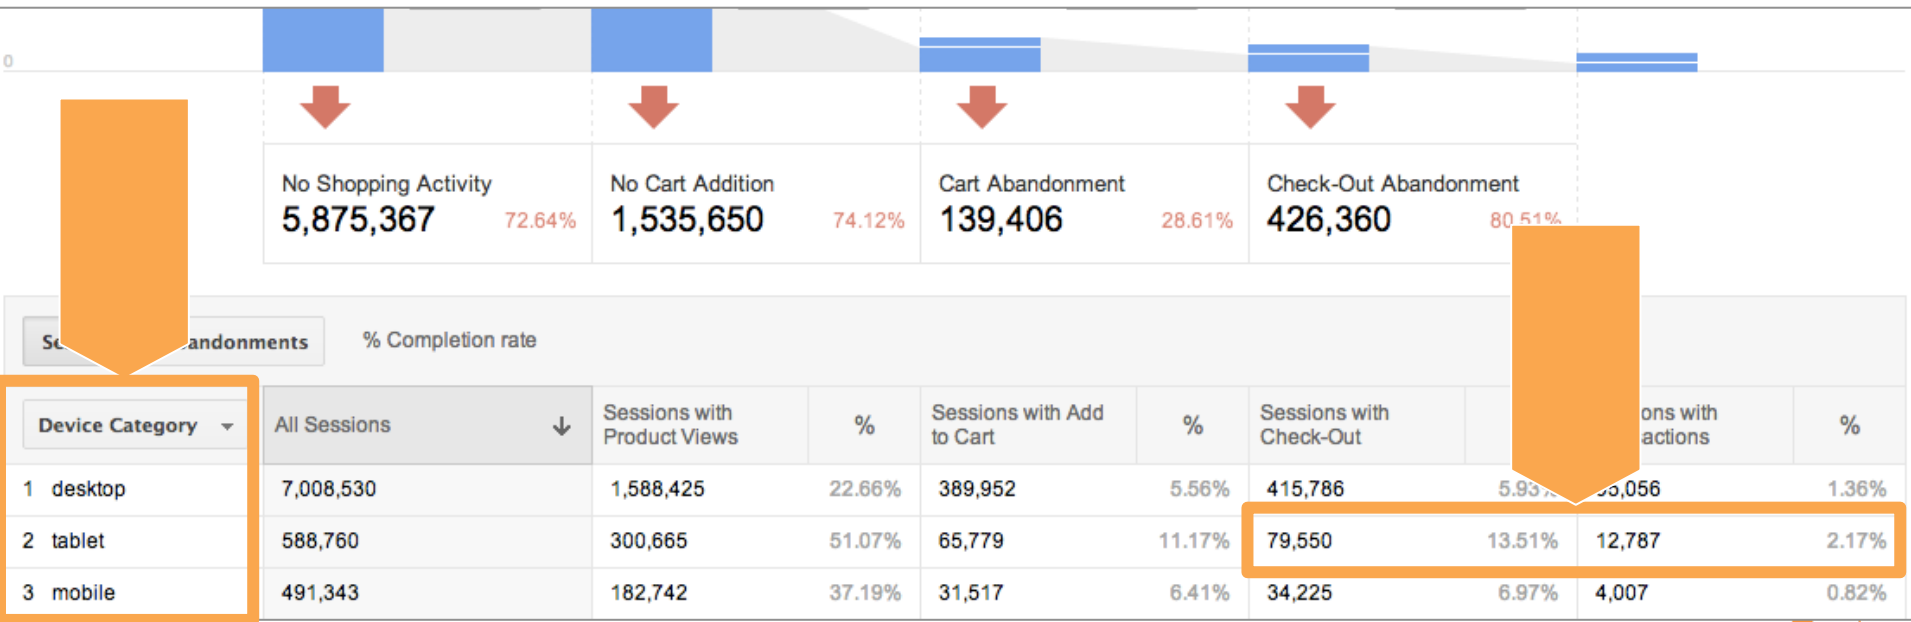 0
No Shopping Activity
5,875,367 72.64%
No Cart Addition
1,535,650 74.12%
Cart Abandonment
139,406 28.61%
Check-Out Abandonment
426,360 80.51%
% Completion rate
Device Category
All Sessions
Sessions with
Product Views
%
Sessions with Add
to Cart
%
Sessions with
Check-Out
with
%
1 desktop 7,008,530 1,588,425 22.66% 389,952 5.56% 415,786 1.36%
2 tablet 588,760 300,665 51.07% 65,779 11.17% 79,550 13.51% 12,787 2.17%
3 mobile 491,343 182,742 37.19% 31,517 6.41% 34,225 6.97% 4,007 0.82%